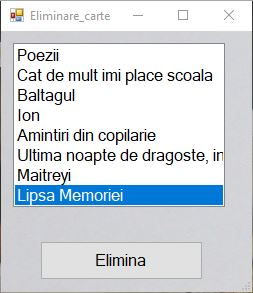 Eliminare_carte
Poezii
Cat de mult imi place scoala
Baltagul
Ion
Amintiri din copilarie
Ultima noapte de dragoste, in
Maitreyi
Lipsa Memoriei
Elimina